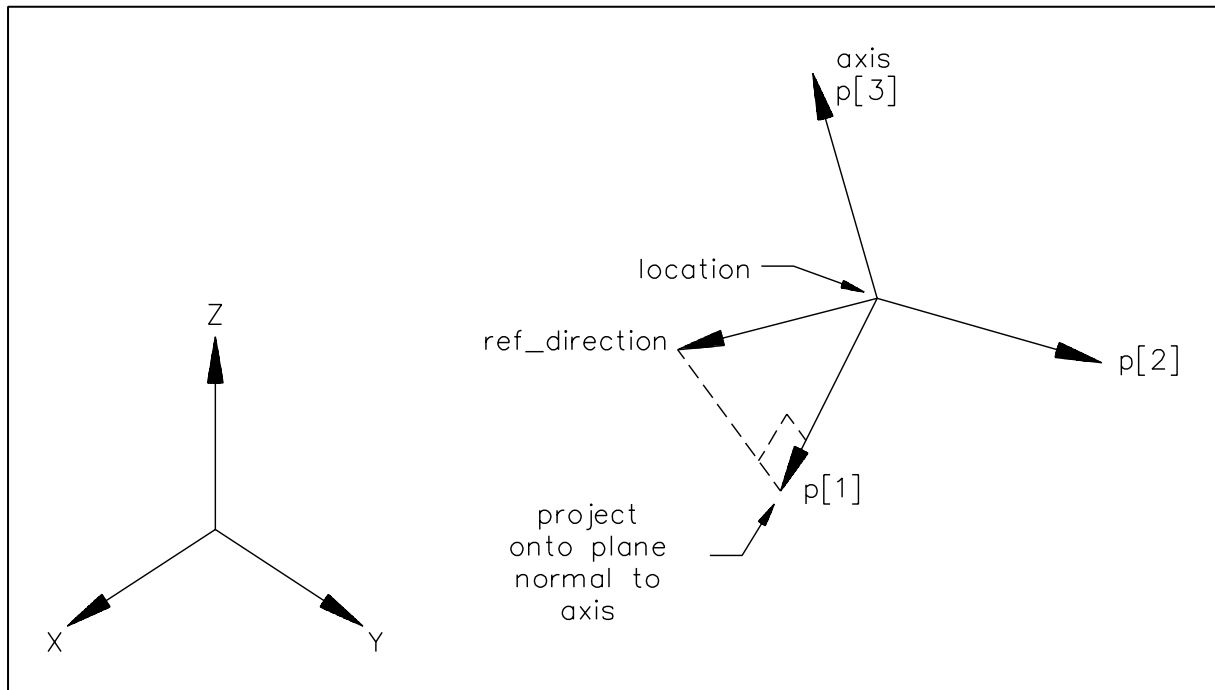 axis
p[3]
location
Z
ref_direction
p[2]
p[1]
project
onto plane
normal to
axis
X
Y